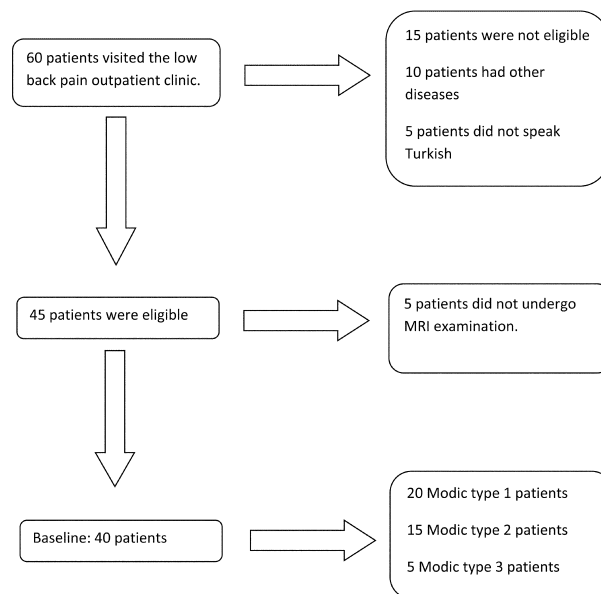 60 patients visited the low
back pain outpatient clinic.
15 patients were not eligible
10 patients had other
diseases
5 patients did not speak
Turkish
45 patients were eligible
5 patients did not undergo
MRI examination.
Baseline: 40 patients
20 Modic type 1 patients
15 Modic type 2 patients
5 Modic type 3 patients